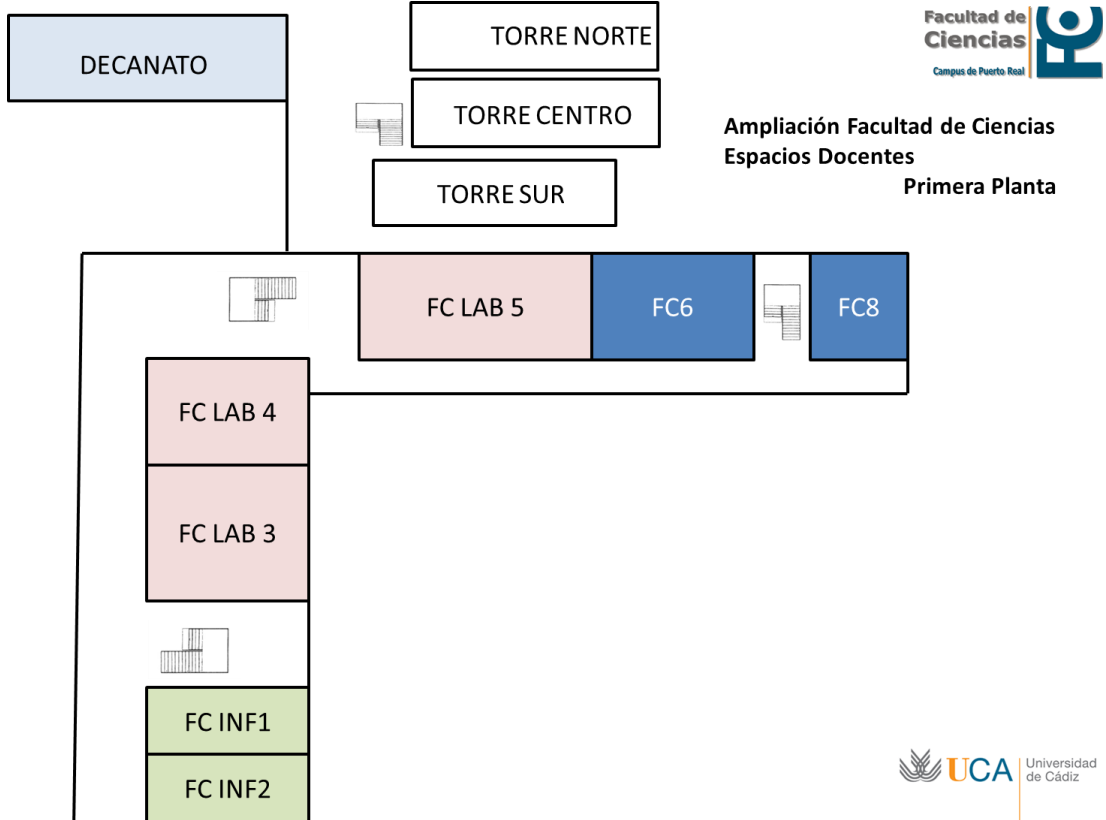 DECANATO
TORRE NORTE
TORRE CENTRO
TORRE SUR
Facultad de
Ciencias
Campus de Puerto Real
FC
Ampliación Facultad de Ciencias
Espacios Docentes
Primera Planta
FC LAB 5
FC6
FC8
FC LAB 4
FC LAB 3
FC INF1
FC INF2
UCA
Universidad
de Cádiz